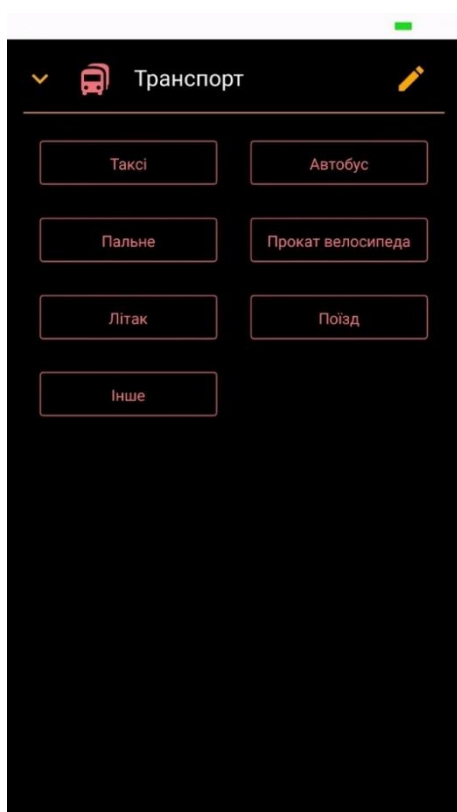 Транспорт
Таксі
Автобус
Пальне
Прокат велосипеда
Літак
Поїзд
Інше